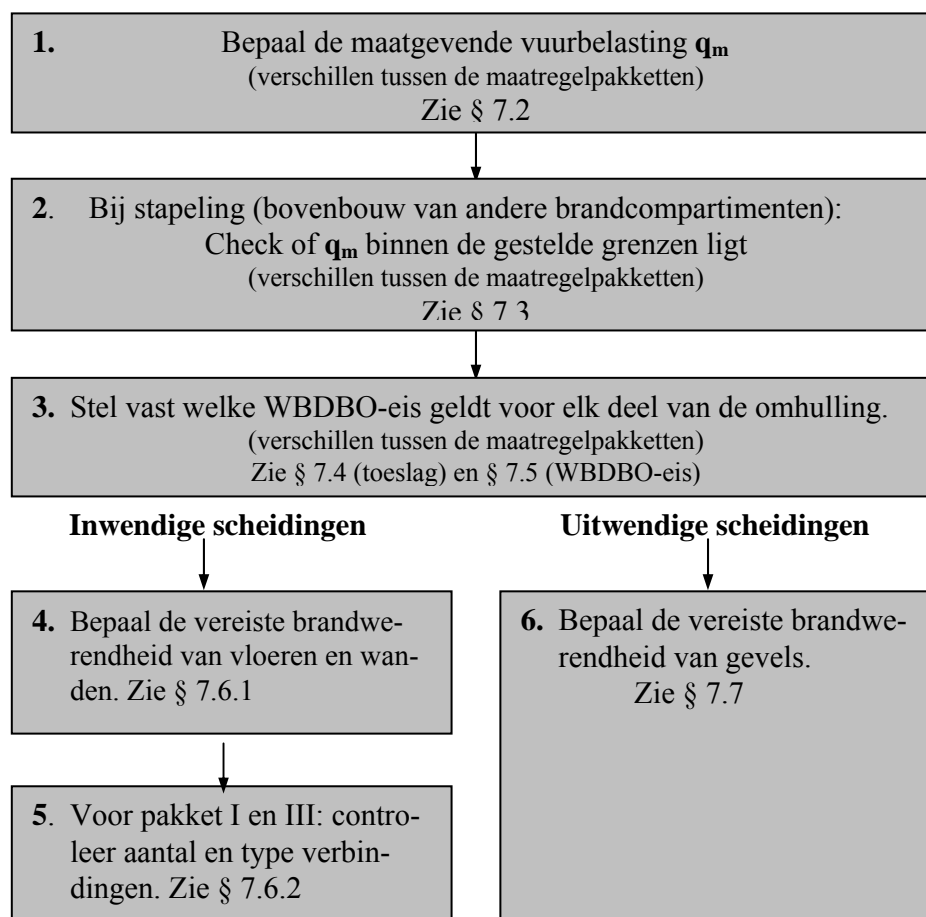 1. Bepaal de maatgevende vuurbelasting qm
(verschillen tussen de maatregelpakketten)
Zie § 7.2
2. Bij stapeling (bovenbouw van andere brandcompartimenten):
Check of qm binnen de gestelde grenzen ligt
(verschillen tussen de maatregelpakketten)
Zie § 7.3
3. Stel vast welke WBDBO-eis geldt voor elk deel van de omhulling.
(verschillen tussen de maatregelpakketten)
Zie § 7.4 (toeslag) en § 7.5 (WBDBO-eis)
Inwendige scheidingen
4. Bepaal de vereiste brandwe-
rendheid van vloeren en wan-
den. Zie § 7.6.1
5. Voor pakket I en III: contro-
leer aantal en type verbin-
dingen. Zie § 7.6.2
Uitwendige scheidingen
6. Bepaal de vereiste brandwe-
rendheid van gevels.
Zie § 7.7